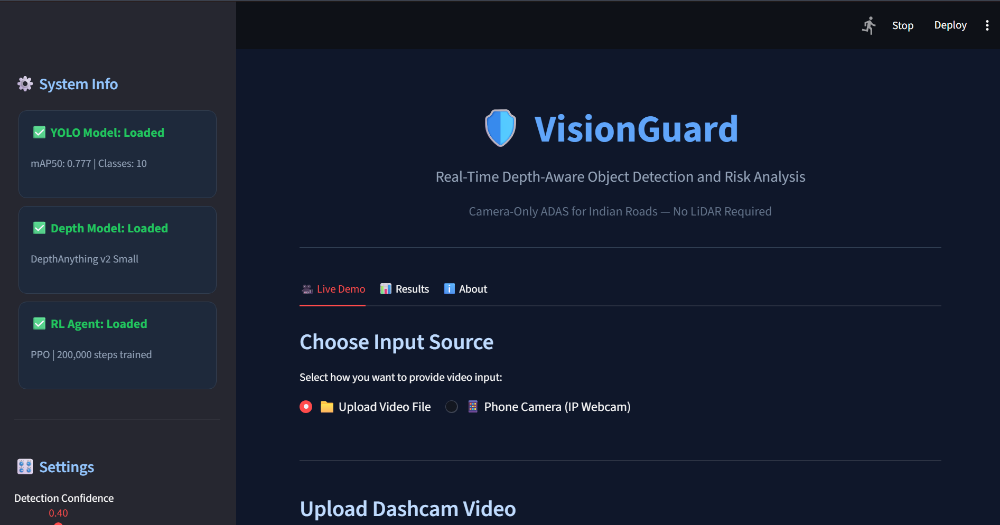 Stop
Deploy
System Info
YOLO Model: Loaded
mAP50: 0.777 | Classes: 10
Depth Model: Loaded
DepthAnything v2 Small
RL Agent: Loaded
PPO | 200,000 steps trained
Settings
Detection Confidence
0.40
VisionGuard
Real-Time Depth-Aware Object Detection and Risk Analysis
Camera-Only ADAS for Indian Roads — No LiDAR Required
Live Demo
Results
About
Choose Input Source
Select how you want to provide video input:
Upload Video File
Phone Camera (IP Webcam)
Upload Dashcam Video